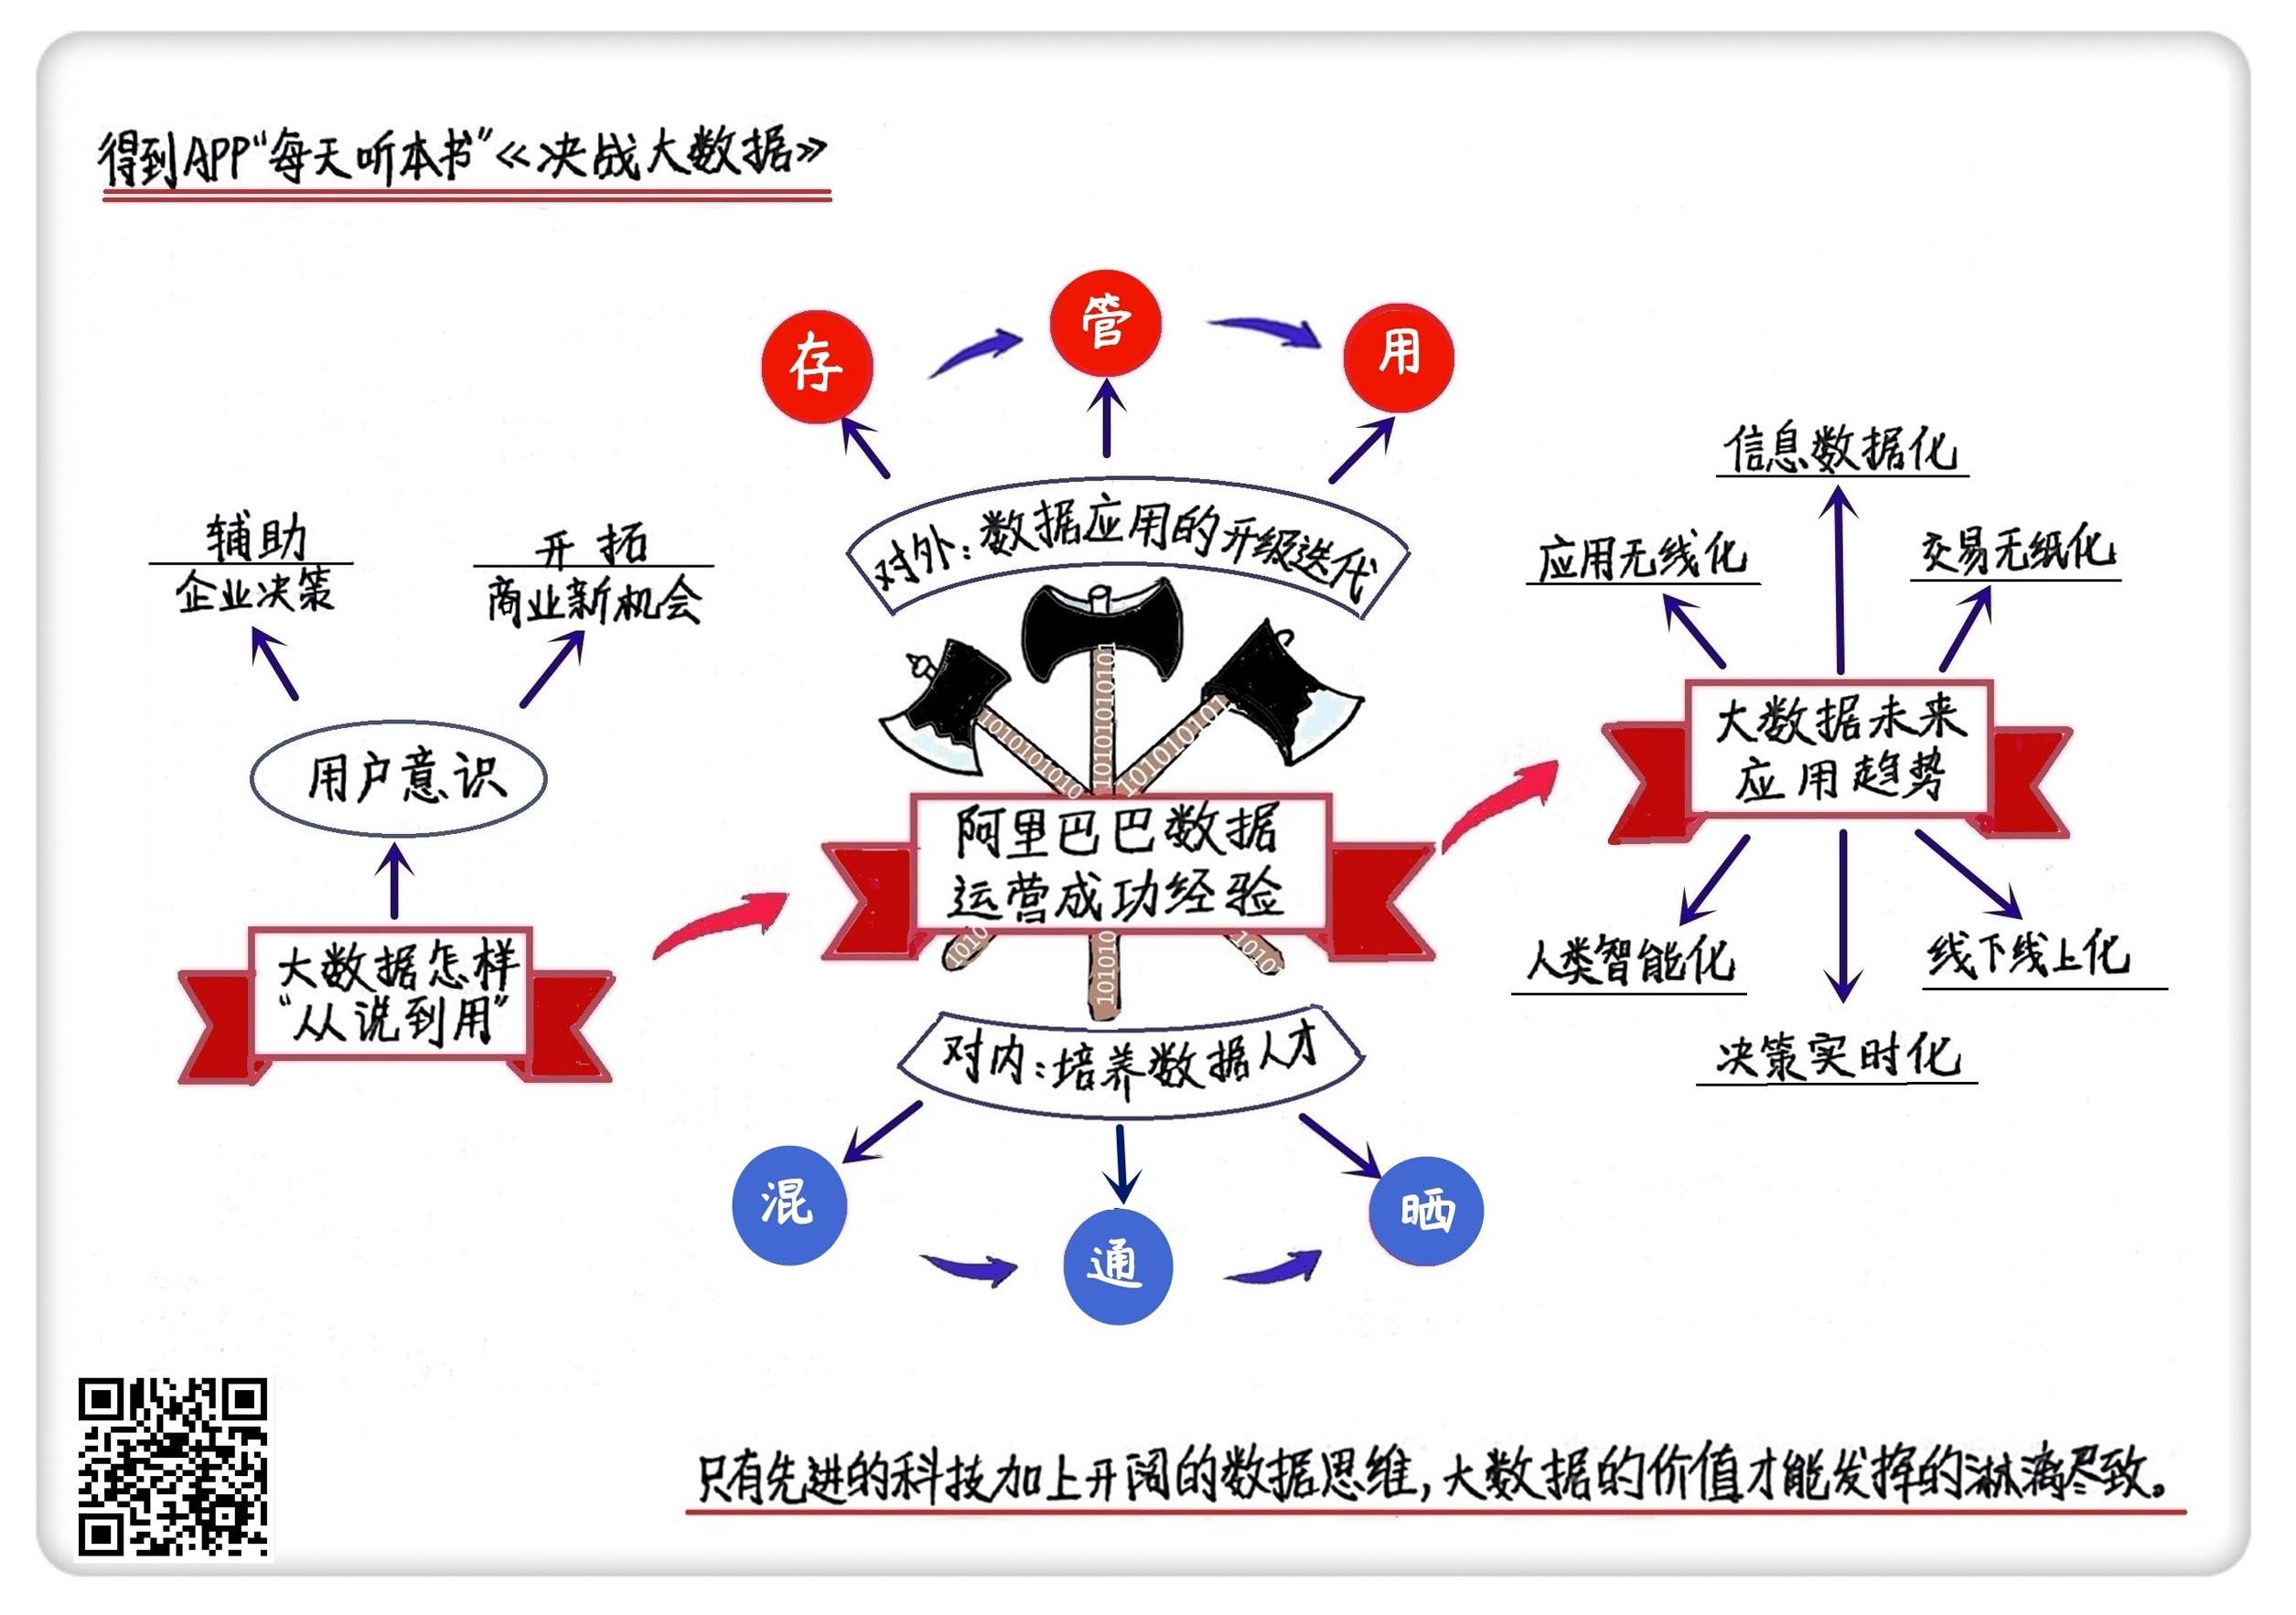 得到APP“每天听本书”《决战大数据》
辅助
企业决策
开拓
商业新机会
用户意识
大数据怎样
“从说到用”
存
管
用
对外：数据应用的升级迭代
101010101
10101010101
101010101
阿里巴巴数据
运营成功经验
1010
101010
10101
对内：培养数据人才
混
通
晒
信息数据化
应用无线化
交易无纸化
大数据未来
应用趋势
人类智能化
线下线上化
决策实时化
只有先进的科技加上开阔的数据思维，大数据的价值才能发挥的淋漓尽致。